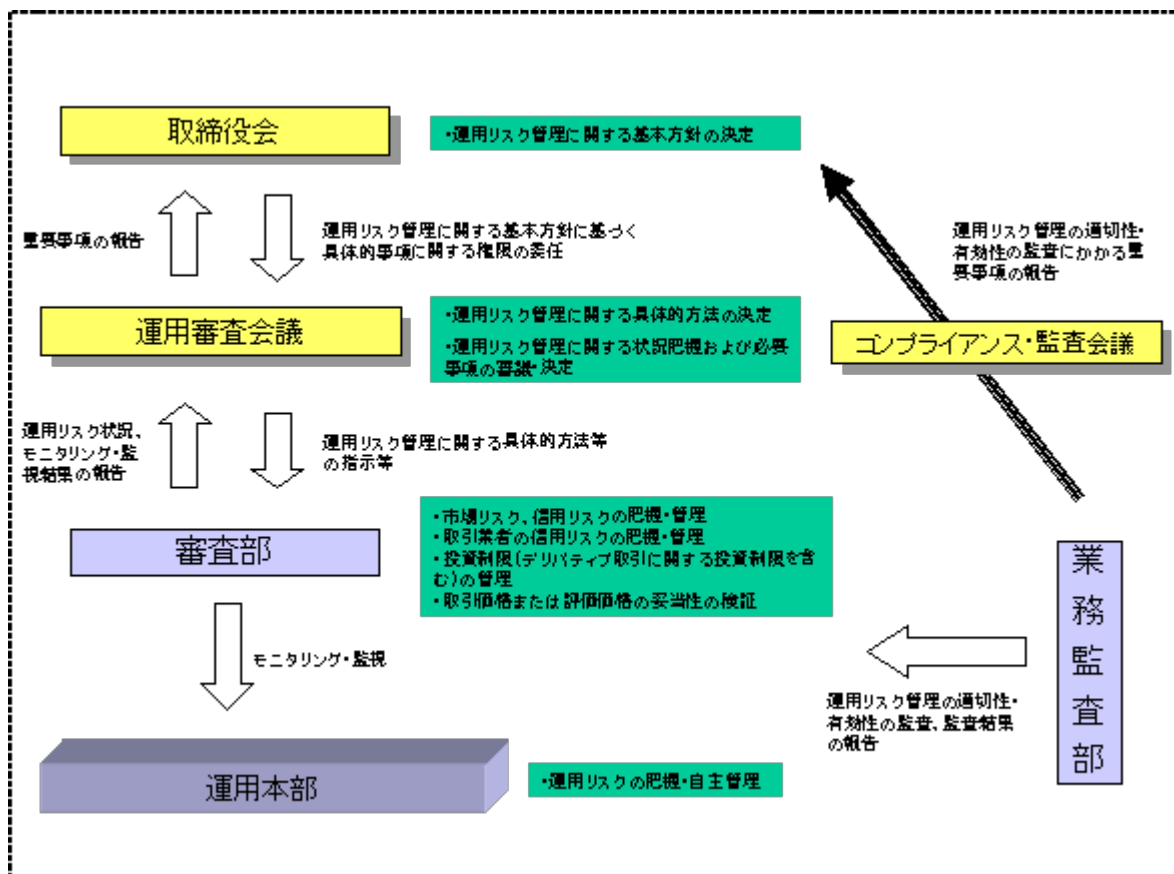 取締役会
・運用リスク管理に関する基本方針の決定
重要事項の報告
運用リスク管理に関する基本方針に基づく
具体的事項に関する権限の委任
運用リスク管理の適切性・
有効性の監査にかかる重
要事項の報告
運用審査会議
・運用リスク管理に関する具体的方法の決定
・運用リスク管理に関する状況把握および必要
事項の審議・決定
コンプライアンス・監査会議
運用リスク状況、
モニタリング・監
視結果の報告
運用リスク管理に関する具体的方法等
の指示等
審査部
・市場リスク、信用リスクの把握・管理
・取引業者の信用リスクの把握・管理
・投資制限(デリバティブ取引に関する投資制限を含
む)の管理
・取引価格または評価価格の妥当性の検証
業務監査部
モニタリング・監視
運用リスク管理の適切性・
有効性の監査、監査結果
の報告
運用本部
・運用リスクの把握・自主管理